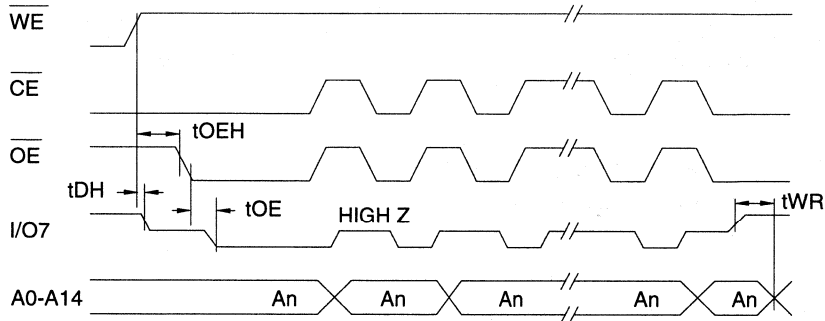 WE
CE
tOEH
OE
tDH
tOE
HIGH Z
tWR
I/O7
A0-A14 An An An An An